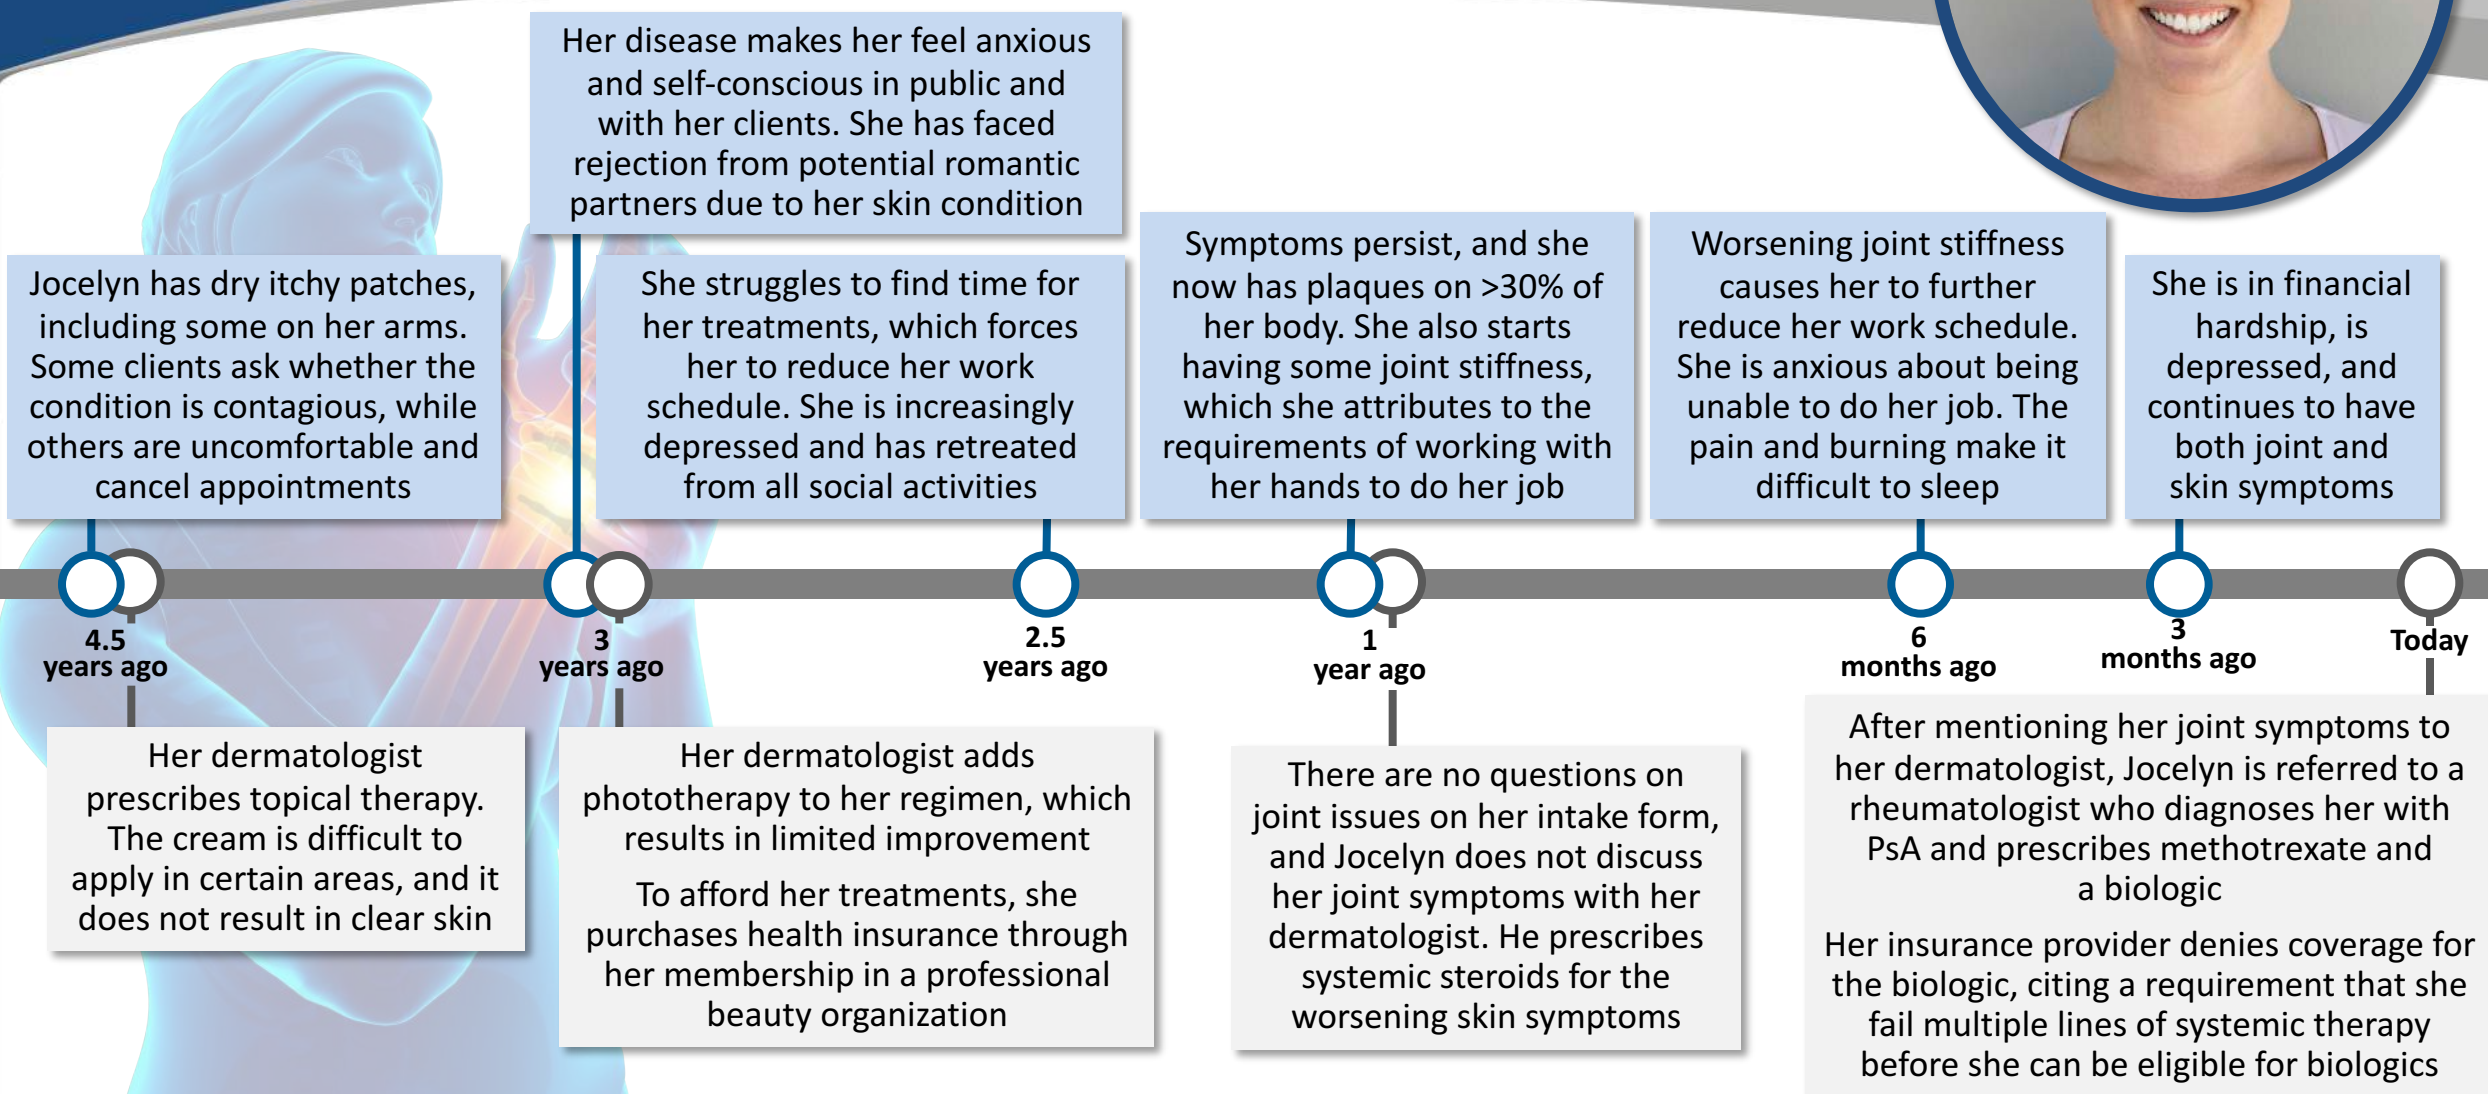 Her disease makes her feel anxious
and self-conscious in public and
with her clients. She has faced
rejection from potential romantic
partners due to her skin condition
Jocelyn has dry itchy patches,
including some on her arms.
Some clients ask whether the
condition is contagious, while
others are uncomfortable and
cancel appointments
She struggles to find time for
her treatments, which forces
her to reduce her work
schedule. She is increasingly
depressed and has retreated
from all social activities
Symptoms persist, and she
now has plaques on >30% of
her body. She also starts
having some joint stiffness,
which she attributes to the
requirements of working with
her hands to do her job
Worsening joint stiffness
causes her to further
reduce her work schedule.
She is anxious about being
unable to do her job. The
pain and burning make it
difficult to sleep
She is in financial
hardship, is
depressed, and
continues to have
both joint and
skin symptoms
4.5
years ago
3
years ago
2.5
years ago
1
year ago
6
months ago
3
months ago
Today
Her dermatologist
prescribes topical therapy.
The cream is difficult to
apply in certain areas, and it
does not result in clear skin
Her dermatologist adds
phototherapy to her regimen, which
results in limited improvement
To afford her treatments, she
purchases health insurance through
her membership in a professional
beauty organization
There are no questions on
joint issues on her intake form,
and Jocelyn does not discuss
her joint symptoms with her
dermatologist. He prescribes
systemic steroids for the
worsening skin symptoms
After mentioning her joint symptoms to
her dermatologist, Jocelyn is referred to a
rheumatologist who diagnoses her with
PsA and prescribes methotrexate and
a biologic
Her insurance provider denies coverage for
the biologic, citing a requirement that she
fail multiple lines of systemic therapy
before she can be eligible for biologics